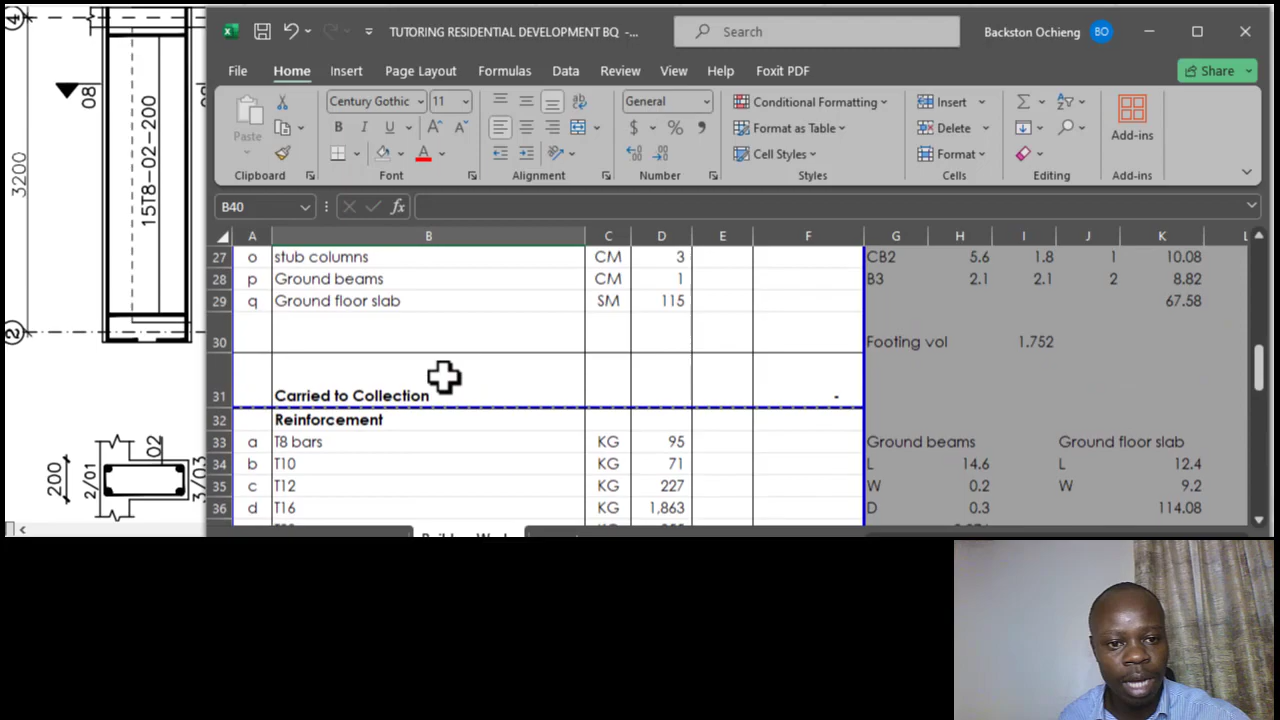 4
80
3200
15T8-02-200
2
02
200
2/01
3/03
TUTORING RESIDENTIAL DEVELOPMENT BQ -...
Search
Backston Ochieng
BO
File Home Insert Page Layout Formulas Data Review View Help Foxit PDF
Share
Paste
Century Gothic 11
General
Conditional Formatting
Format as Table
Cell Styles
Insert
Delete
Format
Add-ins
Clipboard Font Alignment Number Styles Cells Editing Add-ins
B40
fx
A B C D E F G H I J K L
27 o stub columns CM 3 CB2 5.6 1.8 1 10.08
28 p Ground beams CM 1 B3 2.1 2.1 2 8.82
29 q Ground floor slab SM 115 67.58
30 Footing vol 1.752
31 Carried to Collection -
32 Reinforcement
33 a T8 bars KG 95 Ground beams Ground floor slab
34 b T10 KG 71 L 14.6 L 12.4
35 c T12 KG 227 W 0.2 W 9.2
36 d T16 KG 1,863 D 0.3 114.08